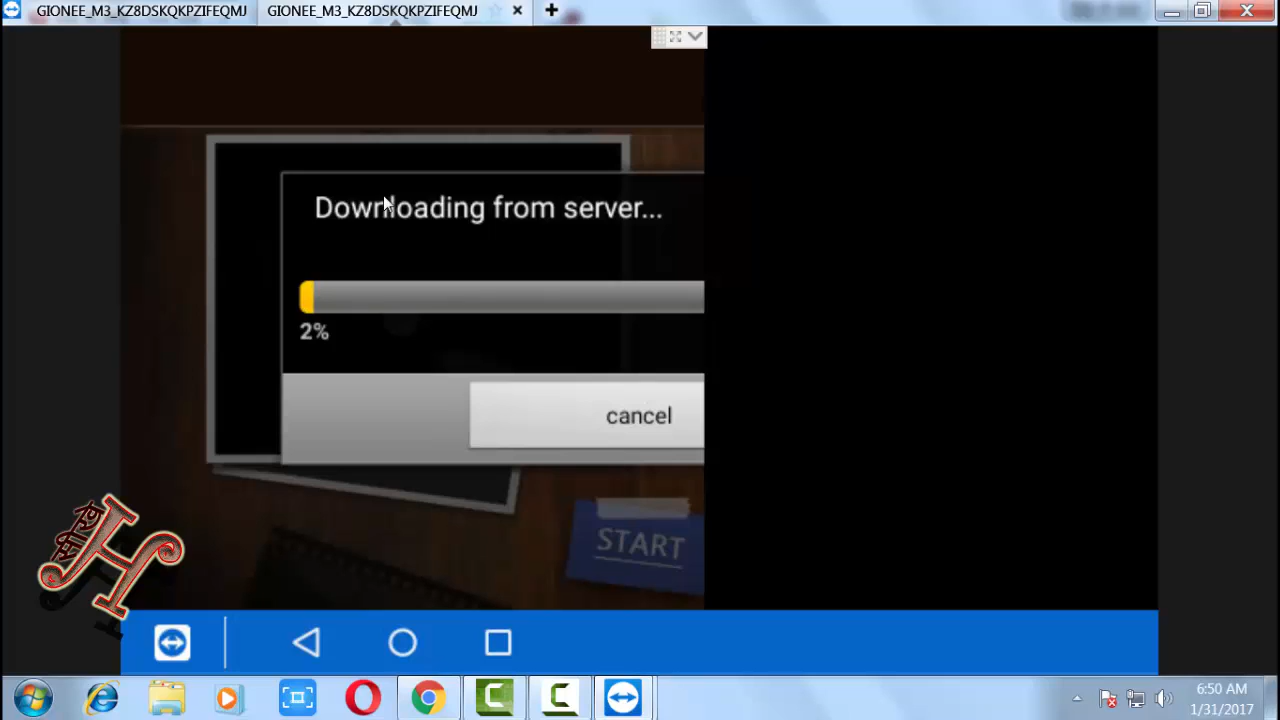 GIONEE_M3_KZ8DSKQKPZIFEQMJ
GIONEE_M3_KZ8DSKQKPZIFEQMJ
Downloading from server...
2%
cancel
START
6:50 AM
1/31/2017